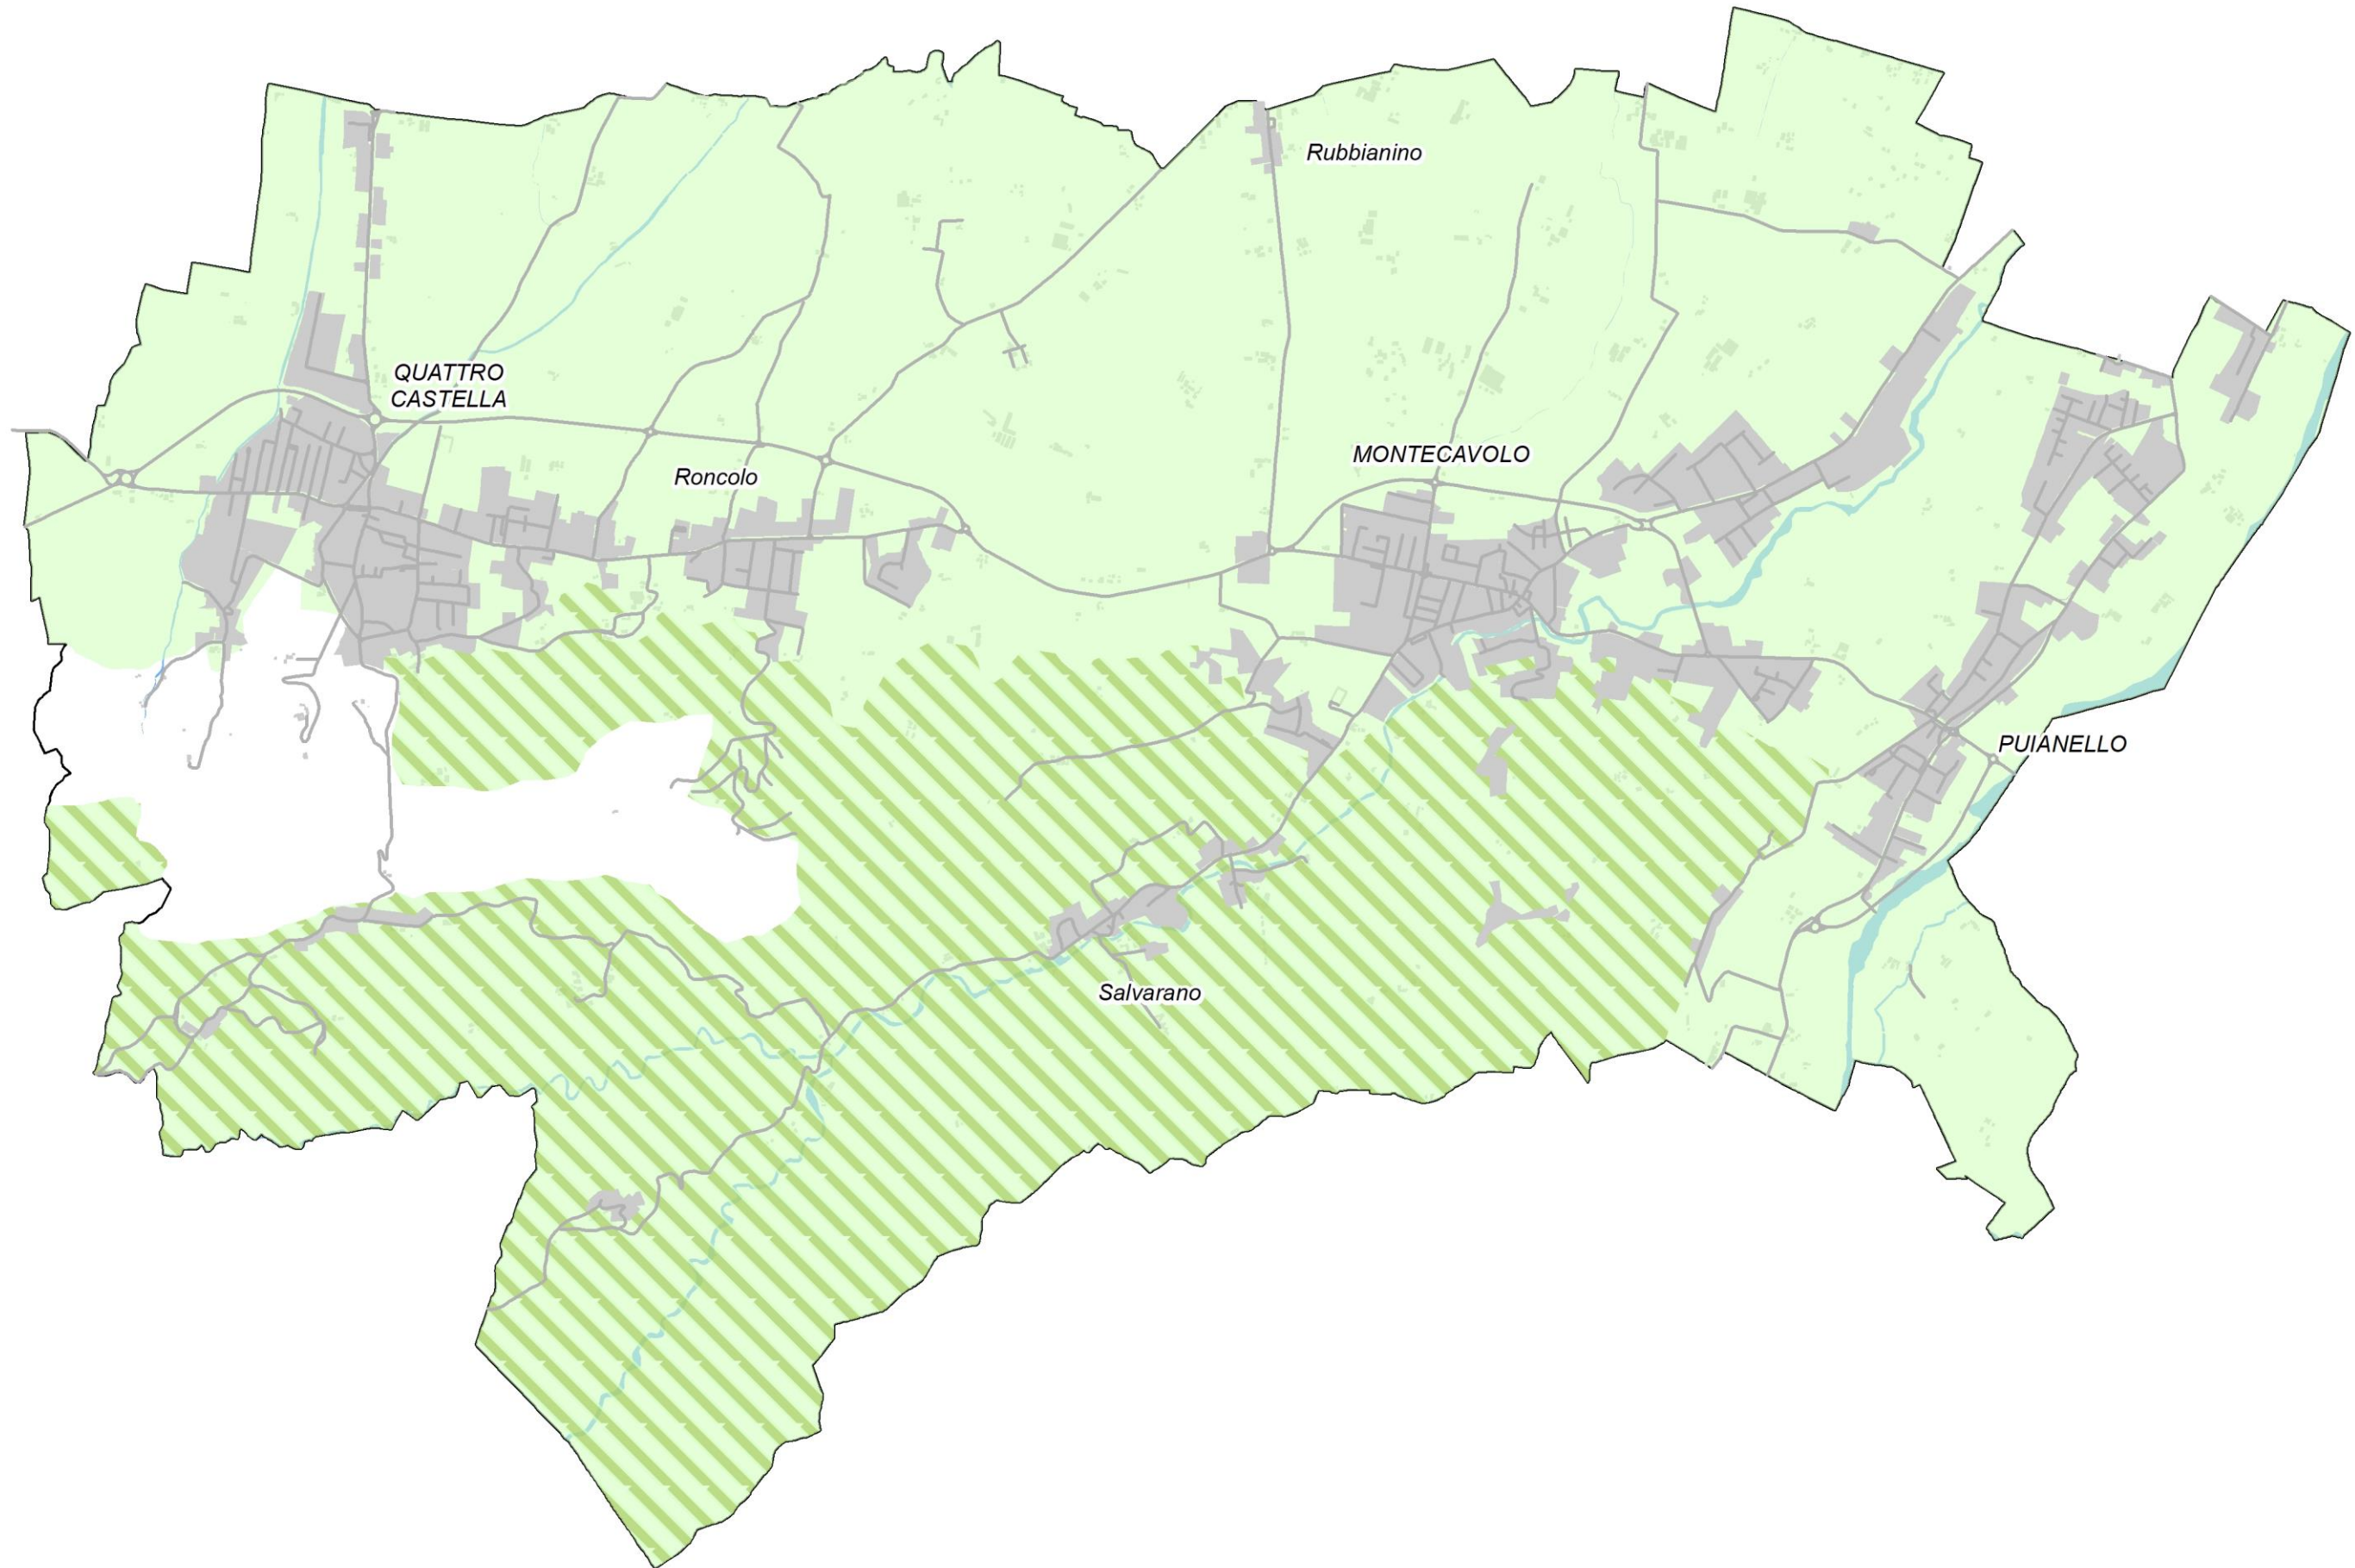 Rubbianino
QUATTRO
CASTELLA
MONTECAVOLO
Roncolo
PUIANELLO
Salvarano